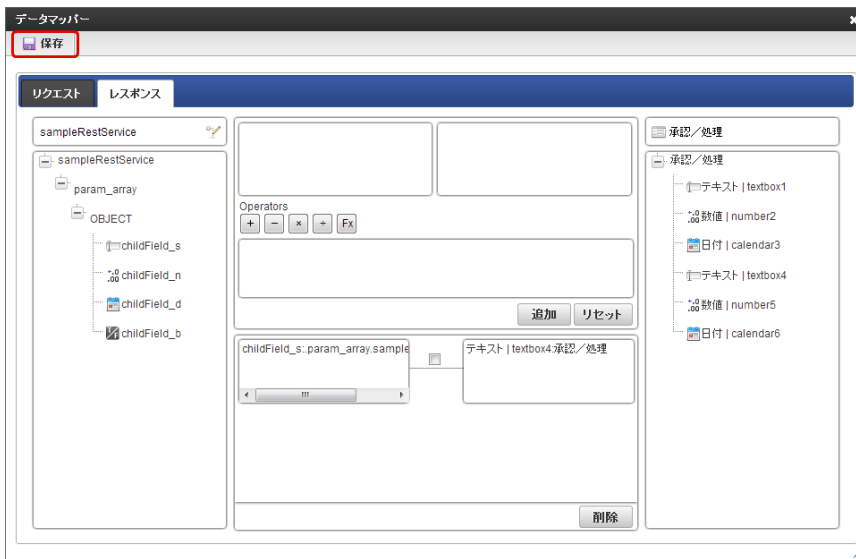 データマッパー
保存
リクエスト
レスポンス
sampleRestService
sampleRestService
param_array
OBJECT
childField_s
childField_n
childField_d
childField_b
Operators
+ − × ÷ Fx
追加 リセット
childField_s:.param_array.sample
テキスト | textbox4:承認／処理
削除
承認／処理
承認／処理
テキスト | textbox1
数値 | number2
日付 | calendar3
テキスト | textbox4
数値 | number5
日付 | calendar6